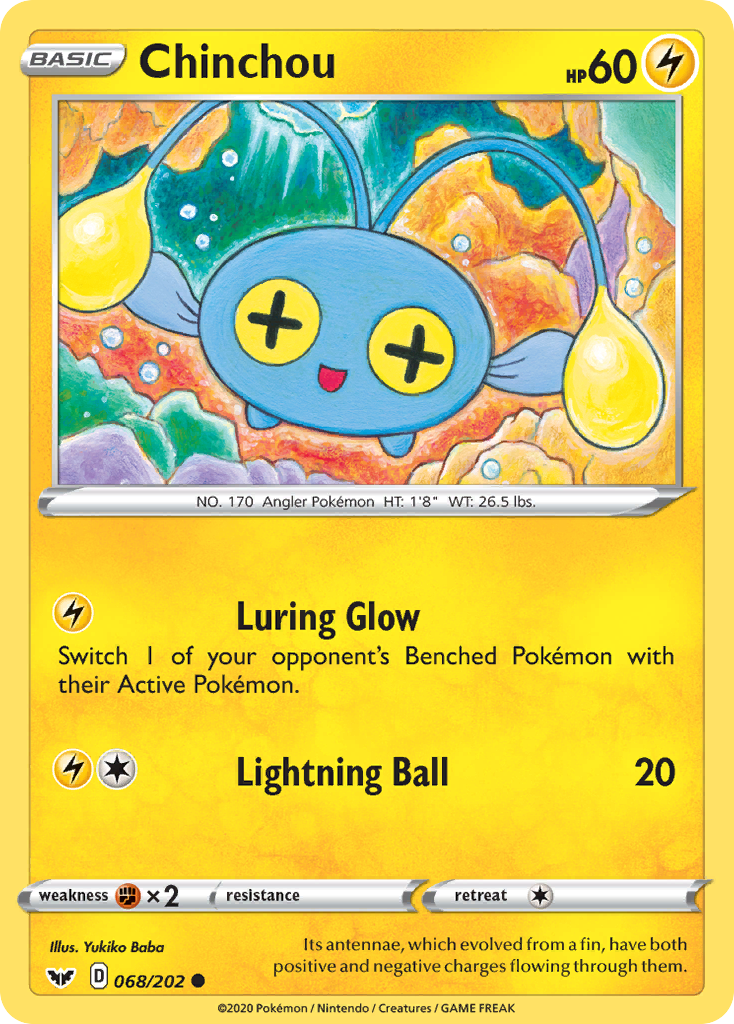 BASIC Chinchou HP60
NO. 170 Angler Pokémon HT: 1'8" WT: 26.5 lbs.
Luring Glow
Switch 1 of your opponent's Benched Pokémon with
their Active Pokémon.
Lightning Ball 20
weakness ×2 resistance retreat
Illus. Yukiko Baba
Its antennae, which evolved from a fin, have both
positive and negative charges flowing through them.
D 068/202
©2020 Pokémon / Nintendo / Creatures / GAME FREAK